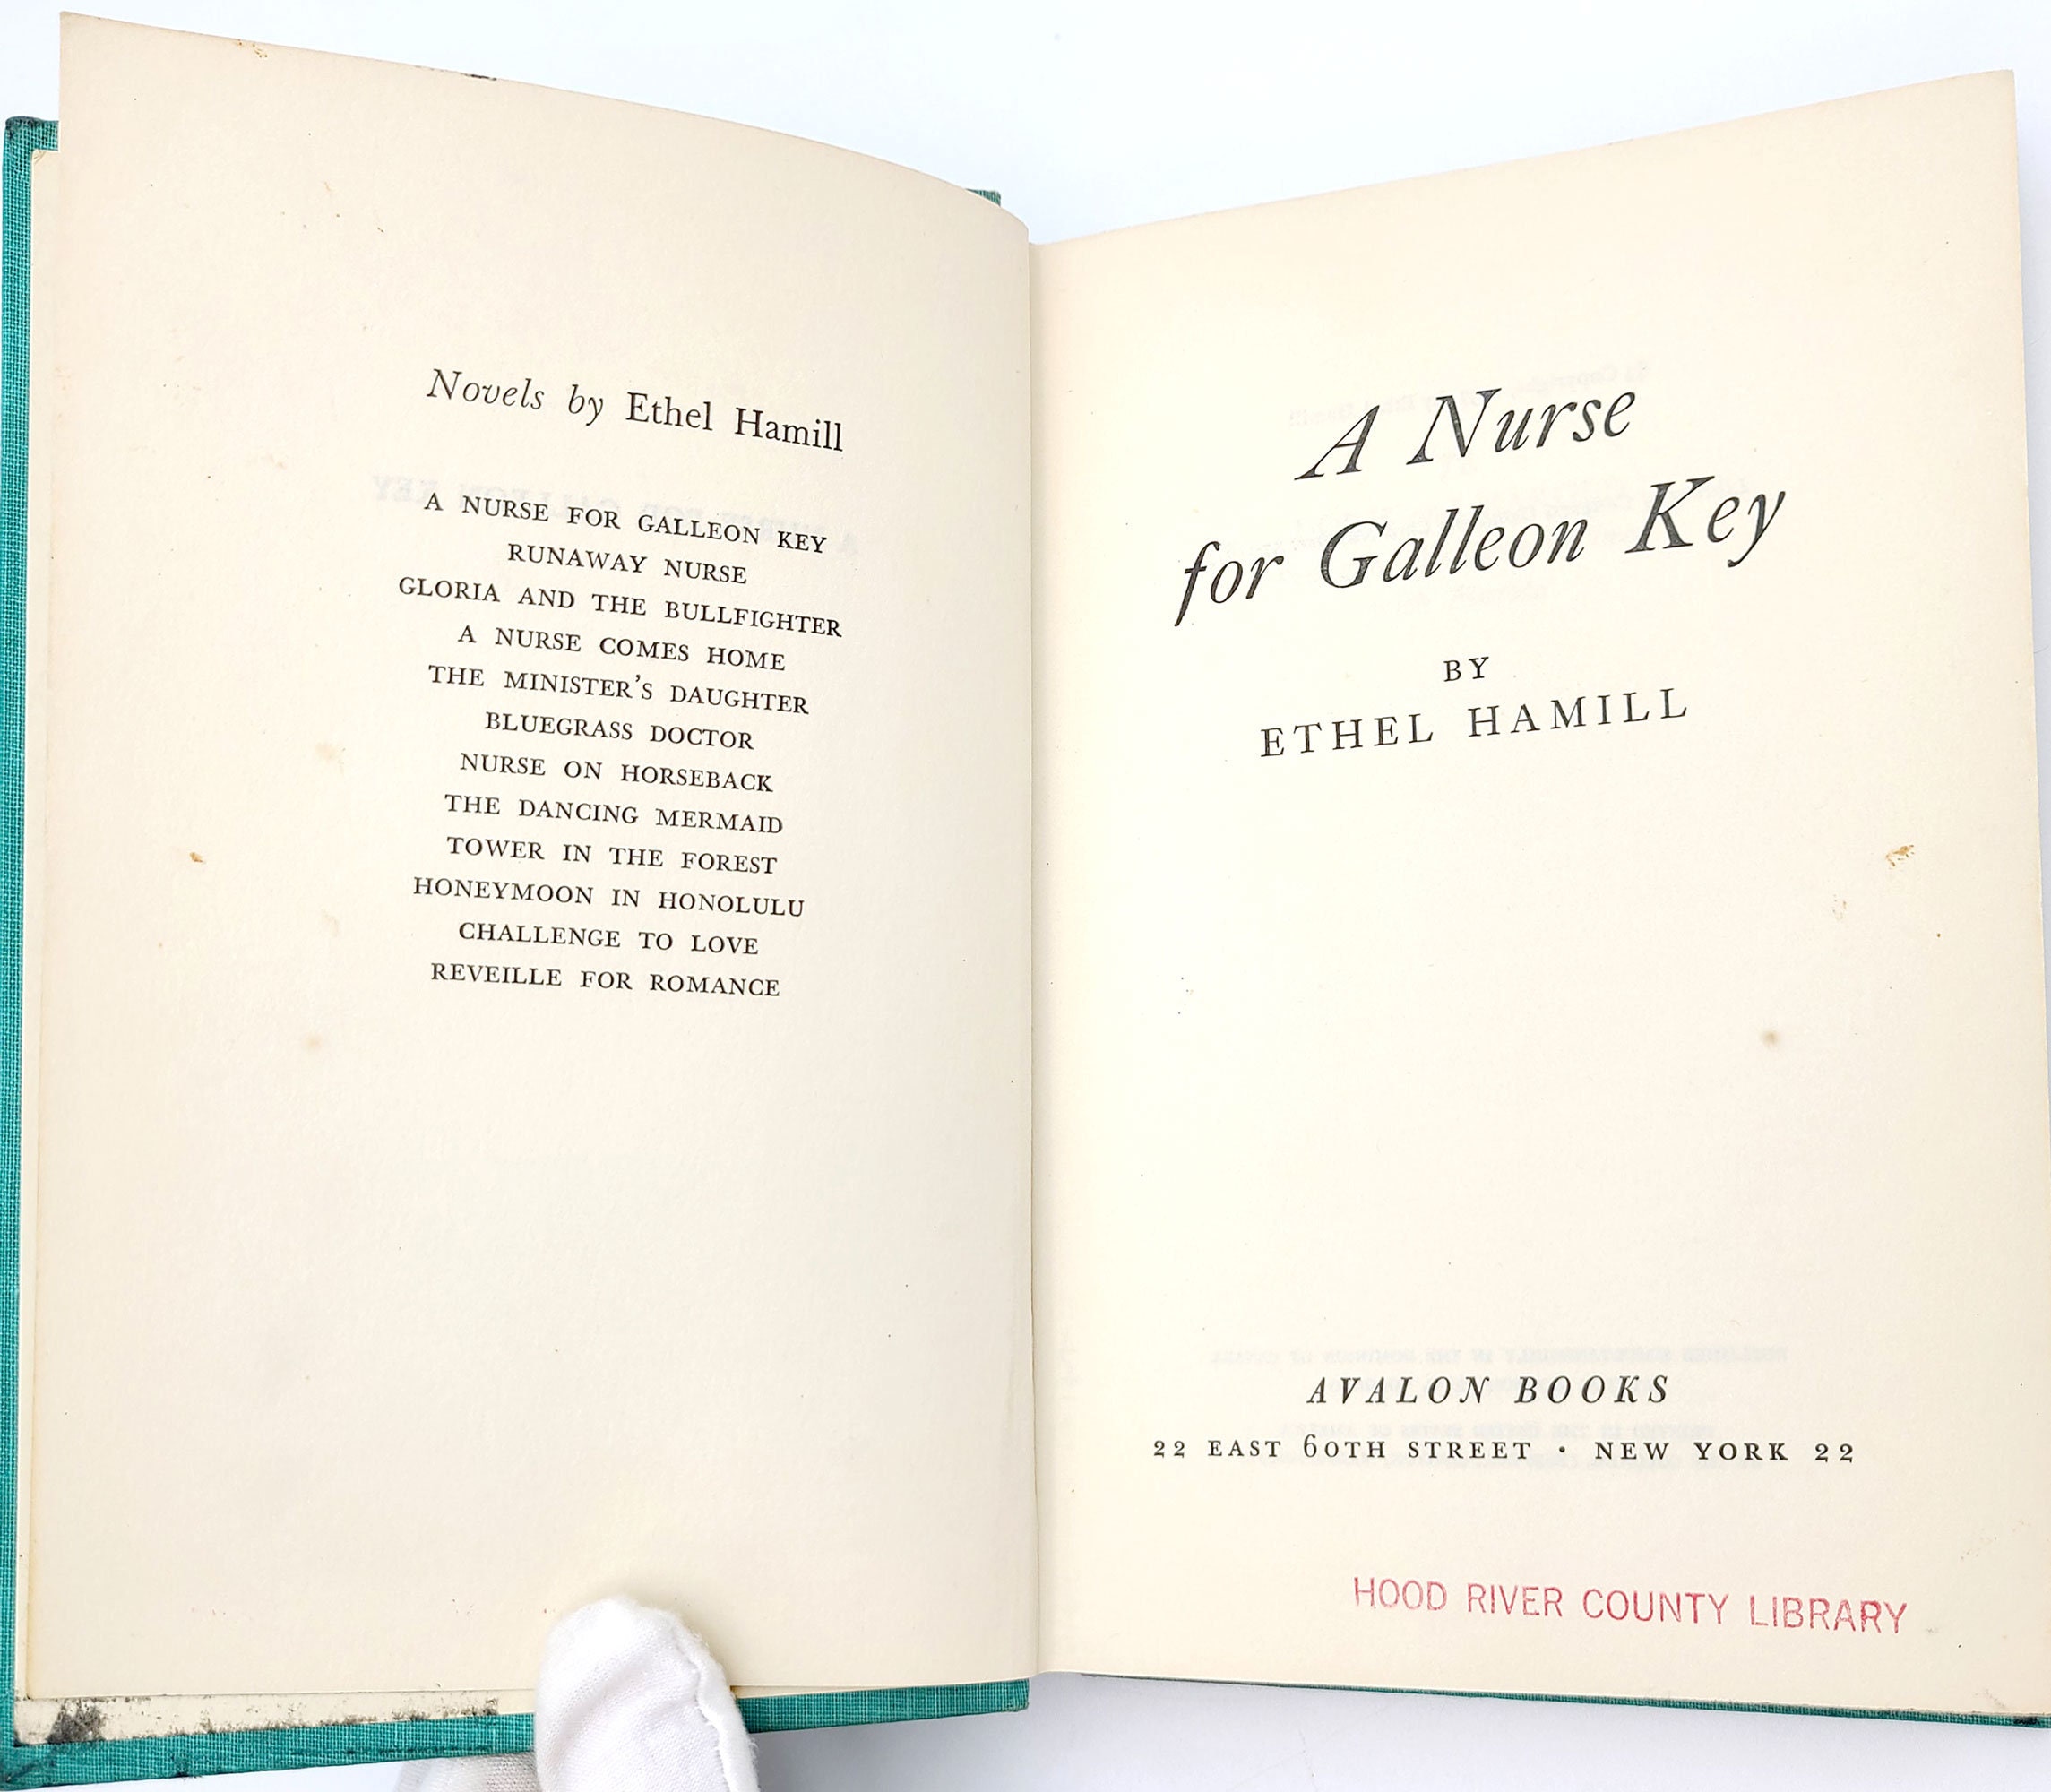 Novels by Ethel Hamill
A NURSE FOR GALLEON KEY
RUNAWAY NURSE
GLORIA AND THE BULLFIGHTER
A NURSE COMES HOME
THE MINISTER'S DAUGHTER
BLUEGRASS DOCTOR
NURSE ON HORSEBACK
THE DANCING MERMAID
TOWER IN THE FOREST
HONEYMOON IN HONOLULU
CHALLENGE TO LOVE
REVEILLE FOR ROMANCE
A Nurse
for Galleon Key
BY
ETHEL HAMILL
AVALON BOOKS
22 EAST 60TH STREET · NEW YORK 22
HOOD RIVER COUNTY LIBRARY